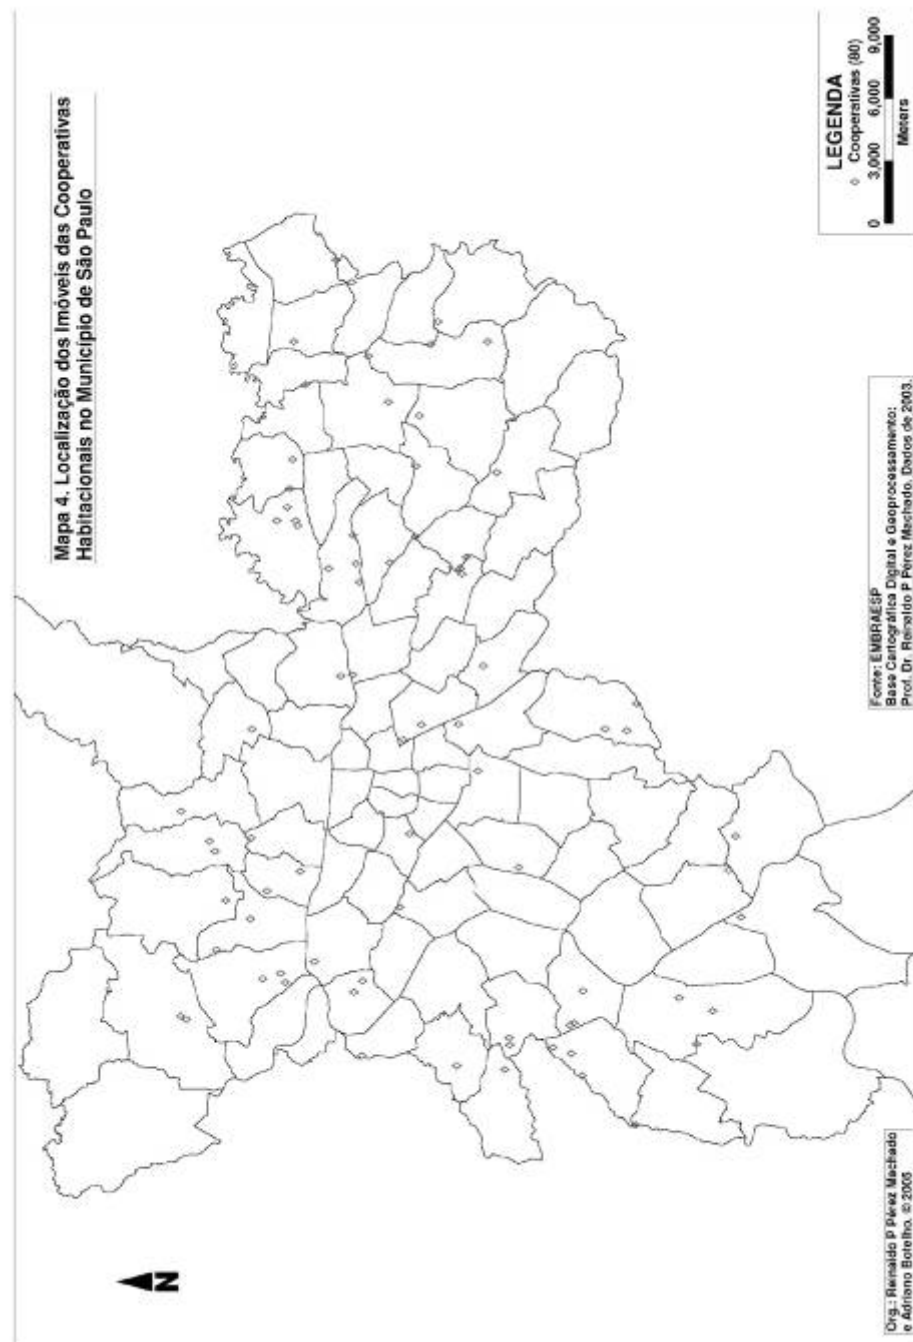 Mapa 4. Localização dos Imóveis das Cooperativas
Habitacionais no Município de São Paulo
N
LEGENDA
Cooperativas (80)
0 3,000 6,000 9,000
Meters
Fonte: EMBRAESP
Base Cartográfica Digital e Geoprocessamento:
Prof. Dr. Reinaldo P Pérez Machado. Dados de 2003.
Org.: Reinaldo P Pérez Machado
e Adriano Botelho. © 2005